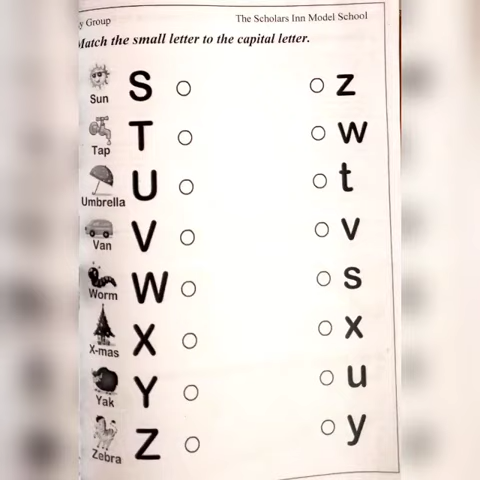 y Group The Scholars Inn Model School
Match the small letter to the capital letter.
Sun S z
Tap T w
Umbrella U t
Van V v
Worm W s
X-mas X x
Yak Y u
Zebra Z y